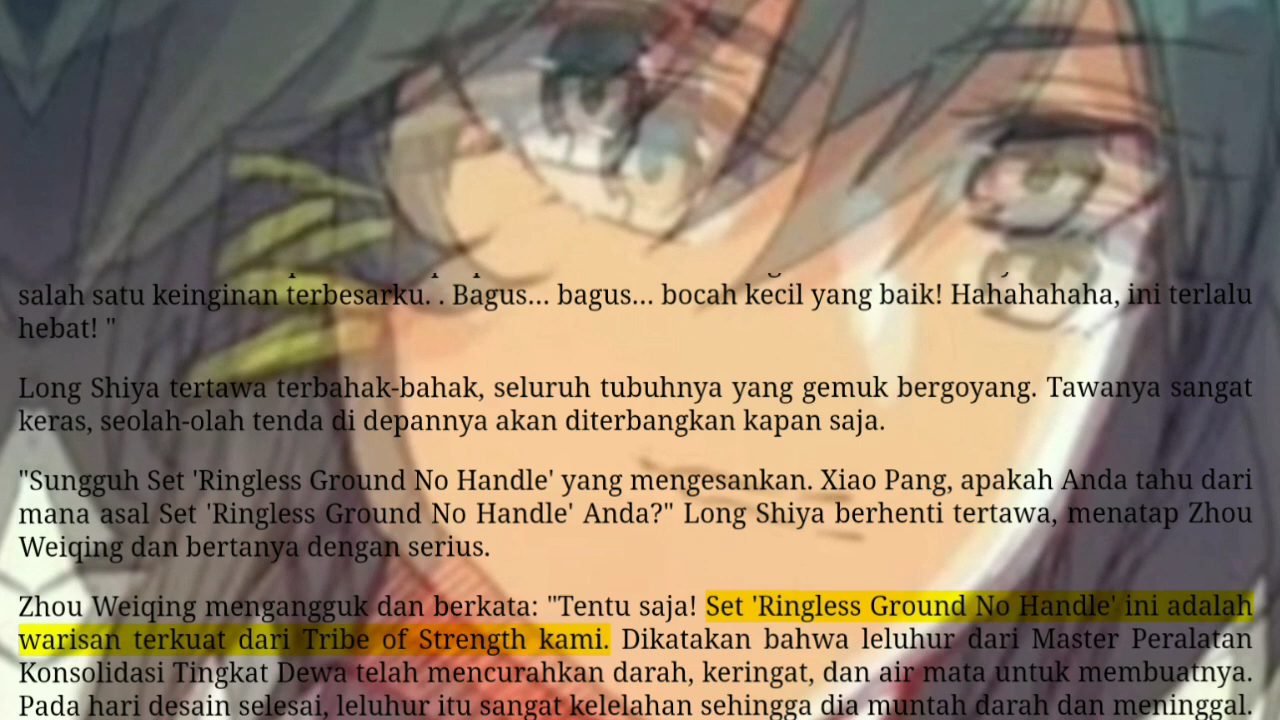 salah satu keinginan terbesarku. . Bagus... bagus... bocah kecil yang baik! Hahahahaha, ini terlalu
hebat! "
Long Shiya tertawa terbahak-bahak, seluruh tubuhnya yang gemuk bergoyang. Tawanya sangat
keras, seolah-olah tenda di depannya akan diterbangkan kapan saja.
"Sungguh Set 'Ringless Ground No Handle' yang mengesankan. Xiao Pang, apakah Anda tahu dari
mana asal Set 'Ringless Ground No Handle' Anda?" Long Shiya berhenti tertawa, menatap Zhou
Weiqing dan bertanya dengan serius.
Zhou Weiqing mengangguk dan berkata: "Tentu saja! Set 'Ringless Ground No Handle' ini adalah
warisan terkuat dari Tribe of Strength kami. Dikatakan bahwa leluhur dari Master Peralatan
Konsolidasi Tingkat Dewa telah mencurahkan darah, keringat, dan air mata untuk membuatnya.
Pada hari desain selesai, leluhur itu sangat kelelahan sehingga dia muntah darah dan meninggal.